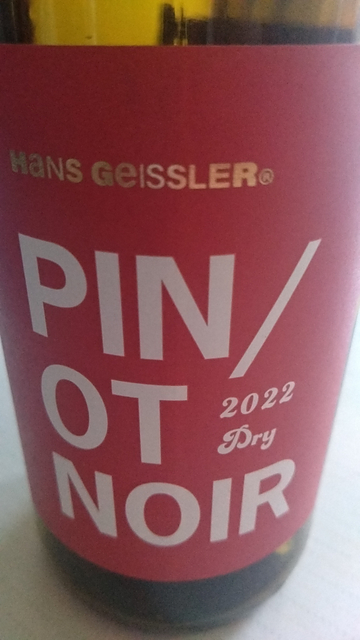 HaNS GeISSLER®
PIN/
OT
2022
Dry
NOIR